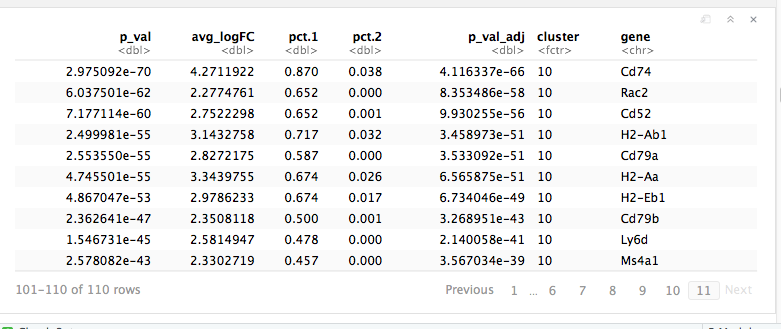 p_val avg_logFC pct.1 pct.2 p_val_adj cluster gene
<dbl> <dbl> <dbl> <dbl> <dbl> <fctr> <chr>
2.975092e-70 4.2711922 0.870 0.038 4.116337e-66 10 Cd74
6.037501e-62 2.2774761 0.652 0.000 8.353486e-58 10 Rac2
7.177114e-60 2.7522298 0.652 0.001 9.930255e-56 10 Cd52
2.499981e-55 3.1432758 0.717 0.032 3.458973e-51 10 H2-Ab1
2.553550e-55 2.8272175 0.587 0.000 3.533092e-51 10 Cd79a
4.745501e-55 3.3439755 0.674 0.026 6.565875e-51 10 H2-Aa
4.867047e-53 2.9786233 0.674 0.017 6.734046e-49 10 H2-Eb1
2.362641e-47 2.3508118 0.500 0.001 3.268951e-43 10 Cd79b
1.546731e-45 2.5814947 0.478 0.000 2.140058e-41 10 Ly6d
2.578082e-43 2.3302719 0.457 0.000 3.567034e-39 10 Ms4a1
101-110 of 110 rows Previous 1 ... 6 7 8 9 10 11 Next